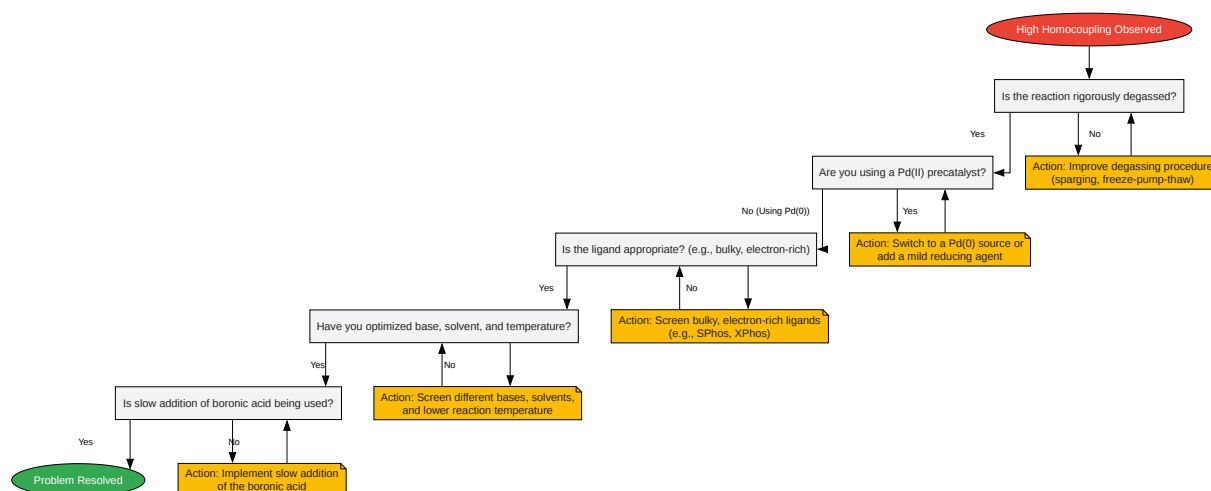 High Homocoupling Observed
Is the reaction rigorously degassed?
Yes
No
Action: Improve degassing procedure
(sparging, freeze-pump-thaw)
Are you using a Pd(II) precatalyst?
No (Using Pd(0))
Yes
Action: Switch to a Pd(0) source or
add a mild reducing agent
Is the ligand appropriate? (e.g., bulky, electron-rich)
Yes
No
Action: Screen bulky, electron-rich ligands
(e.g., SPhos, XPhos)
Have you optimized base, solvent, and temperature?
Yes
No
Action: Screen different bases, solvents,
and lower reaction temperature
Is slow addition of boronic acid being used?
Yes
No
Action: Implement slow addition
of the boronic acid
Problem Resolved